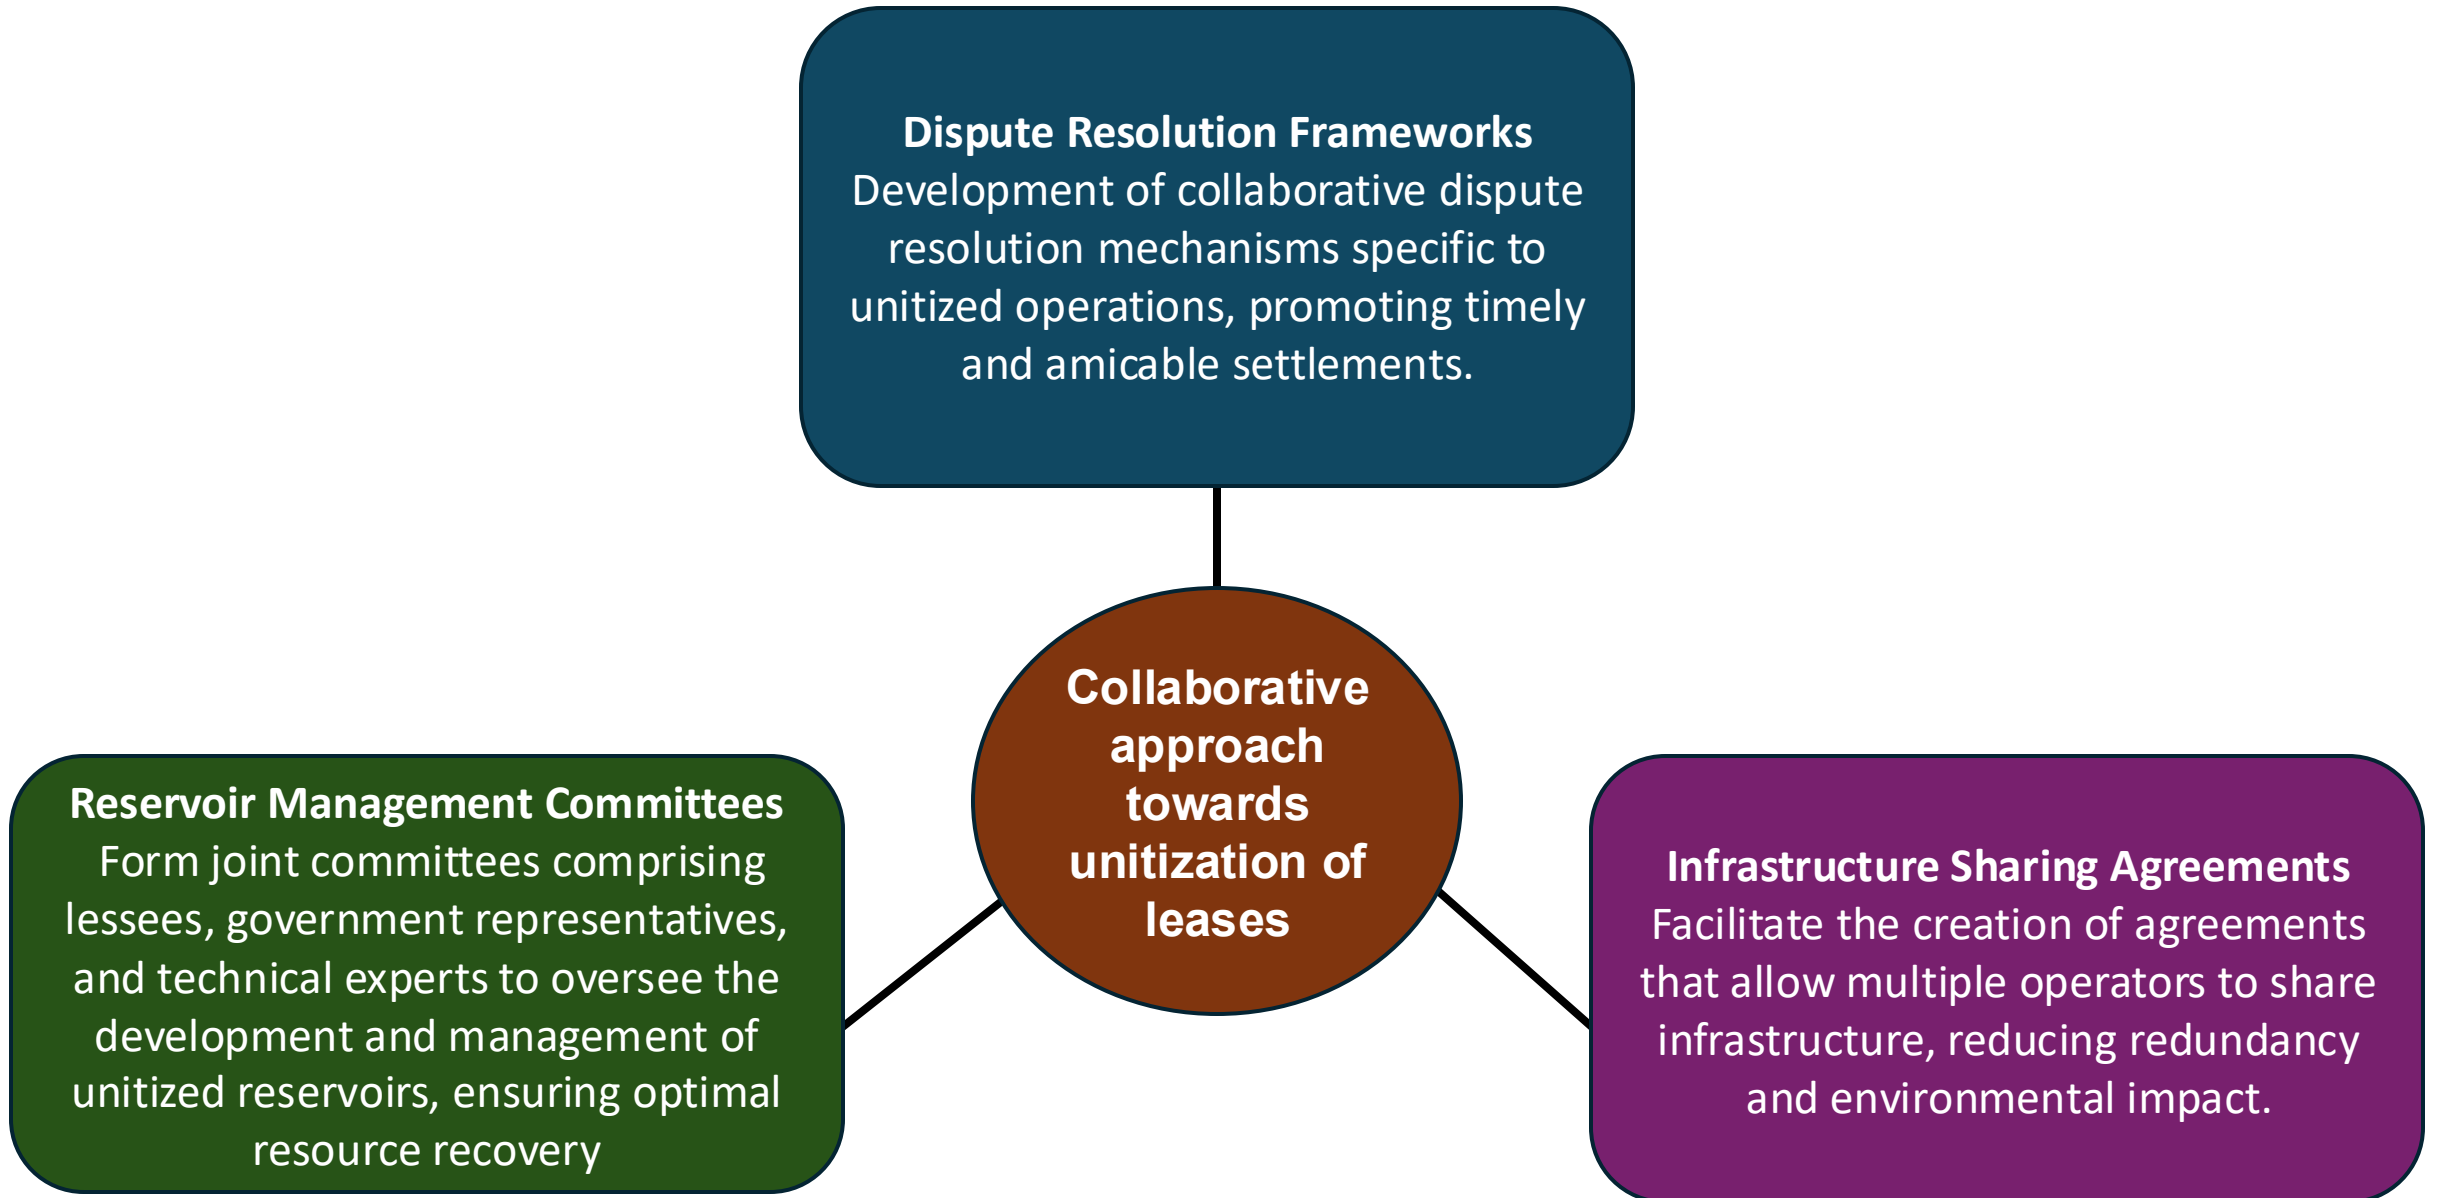 Dispute Resolution Frameworks
Development of collaborative dispute
resolution mechanisms specific to
unitized operations, promoting timely
and amicable settlements.
Collaborative
approach
towards
unitization of
leases
Reservoir Management Committees
Form joint committees comprising
lessees, government representatives,
and technical experts to oversee the
development and management of
unitized reservoirs, ensuring optimal
resource recovery
Infrastructure Sharing Agreements
Facilitate the creation of agreements
that allow multiple operators to share
infrastructure, reducing redundancy
and environmental impact.